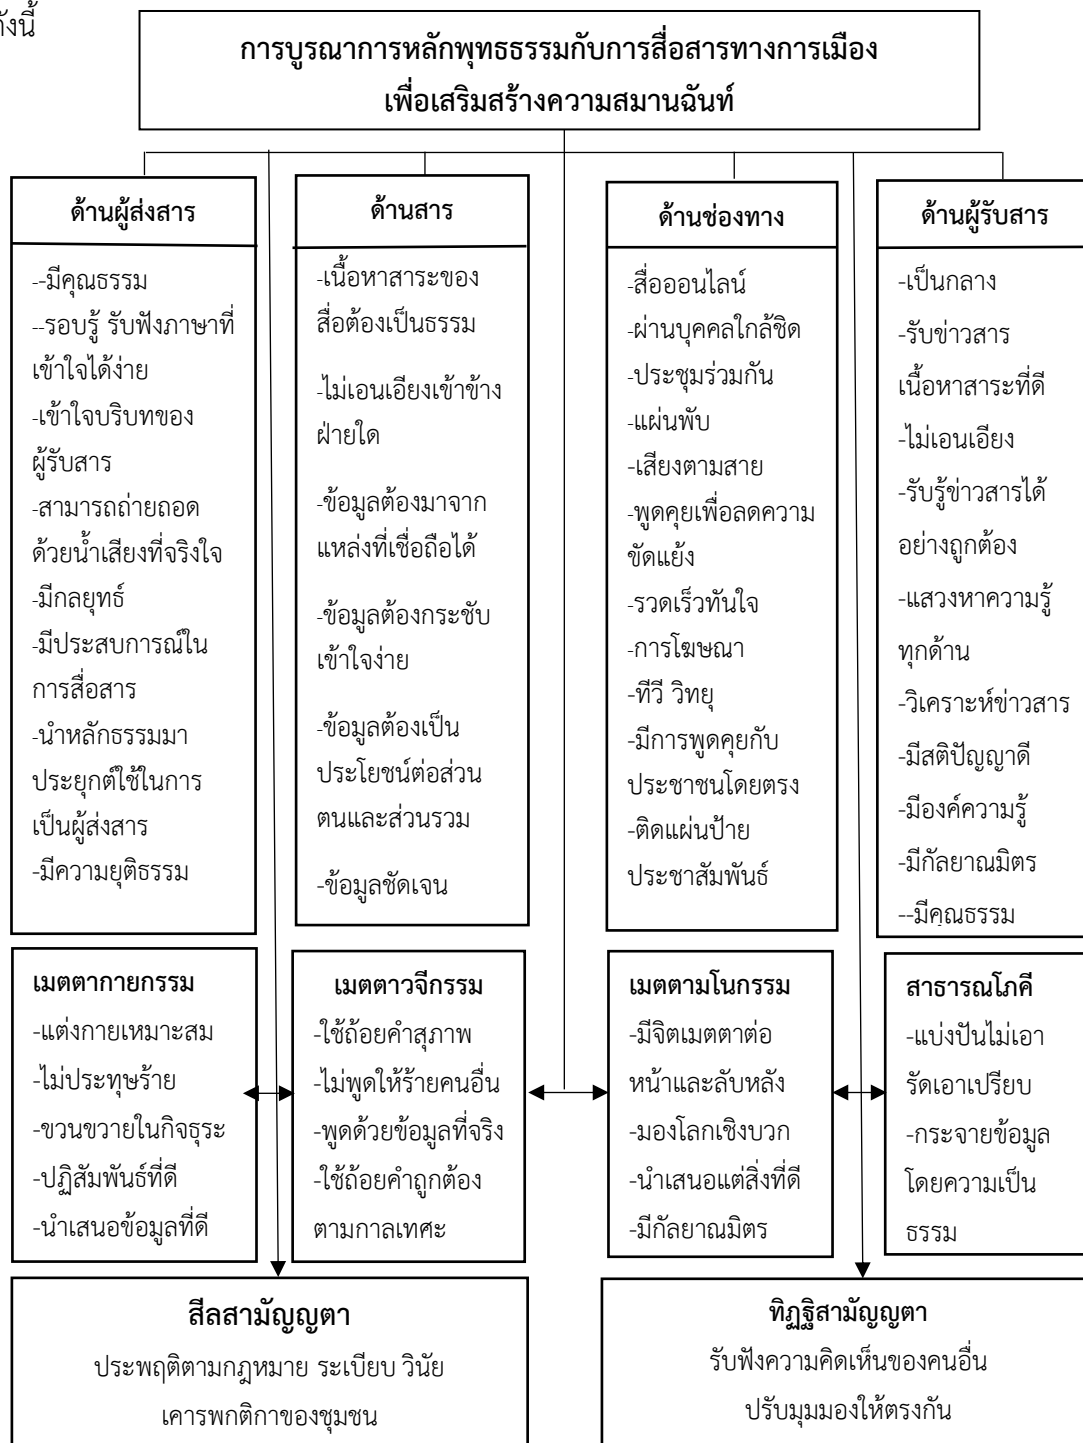 ดังนี้
การบูรณาการหลักพุทธธรรมกับการสื่อสารทางการเมือง
เพื่อเสริมสร้างความสมานฉันท์
ด้านผู้ส่งสาร
--มีคุณธรรม
--รอบรู้ รับฟังภาษาที่
เข้าใจได้ง่าย
-เข้าใจบริบทของ
ผู้รับสาร
-สามารถถ่ายถอด
ด้วยน้ำเสียงที่จริงใจ
-มีกลยุทธ์
-มีประสบการณ์ใน
การสื่อสาร
-นำหลักธรรมมา
ประยุกต์ใช้ในการ
เป็นผู้ส่งสาร
-มีความยุติธรรม
ด้านสาร
-เนื้อหาสาระของ
สื่อต้องเป็นธรรม
-ไม่เอนเอียงเข้าข้าง
ฝ่ายใด
-ข้อมูลต้องมาจาก
แหล่งที่เชื่อถือได้
-ข้อมูลต้องกระชับ
เข้าใจง่าย
-ข้อมูลต้องเป็น
ประโยชน์ต่อส่วน
ตนและส่วนรวม
-ข้อมูลชัดเจน
ด้านช่องทาง
-สื่อออนไลน์
-ผ่านบุคคลใกล้ชิด
-ประชุมร่วมกัน
-แผ่นพับ
-เสียงตามสาย
-พูดคุยเพื่อลดความ
ขัดแย้ง
-รวดเร็วทันใจ
-การโฆษณา
-ทีวี วิทยุ
-มีการพูดคุยกับ
ประชาชนโดยตรง
-ติดแผ่นป้าย
ประชาสัมพันธ์
ด้านผู้รับสาร
-เป็นกลาง
-รับข่าวสาร
เนื้อหาสาระที่ดี
-ไม่เอนเอียง
-รับรู้ข่าวสารได้
อย่างถูกต้อง
-แสวงหาความรู้
ทุกด้าน
-วิเคราะห์ข่าวสาร
-มีสติปัญญาดี
-มีองค์ความรู้
-มีกัลยาณมิตร
--มีคุณธรรม
เมตตากายกรรม
-แต่งกายเหมาะสม
-ไม่ประทุษร้าย
-ขวนขวายในกิจธุระ
-ปฏิสัมพันธ์ที่ดี
-นำเสนอข้อมูลที่ดี
เมตตาวจีกรรม
-ใช้ถ้อยคำสุภาพ
-ไม่พูดให้ร้ายคนอื่น
-พูดด้วยข้อมูลที่จริง
-ใช้ถ้อยคำถูกต้อง
ตามกาลเทศะ
เมตตามโนกรรม
-มีจิตเมตตาต่อ
หน้าและลับหลัง
-มองโลกเชิงบวก
-นำเสนอแต่สิ่งที่ดี
-มีกัลยาณมิตร
สาธารณโภคี
-แบ่งปันไม่เอา
รัดเอาเปรียบ
-กระจายข้อมูล
โดยความเป็น
ธรรม
สีลสามัญญตา
ประพฤติตามกฎหมาย ระเบียบ วินัย
เคารพกติกาของชุมชน
ทิฏฐิสามัญญตา
รับฟังความคิดเห็นของคนอื่น
ปรับมุมมองให้ตรงกัน